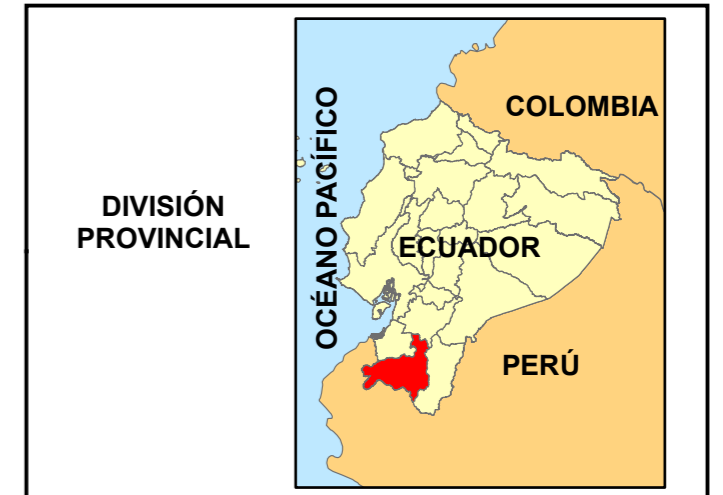 DIVISIÓN
PROVINCIAL
OCÉANO PACÍFICO
COLOMBIA
ECUADOR
PERÚ